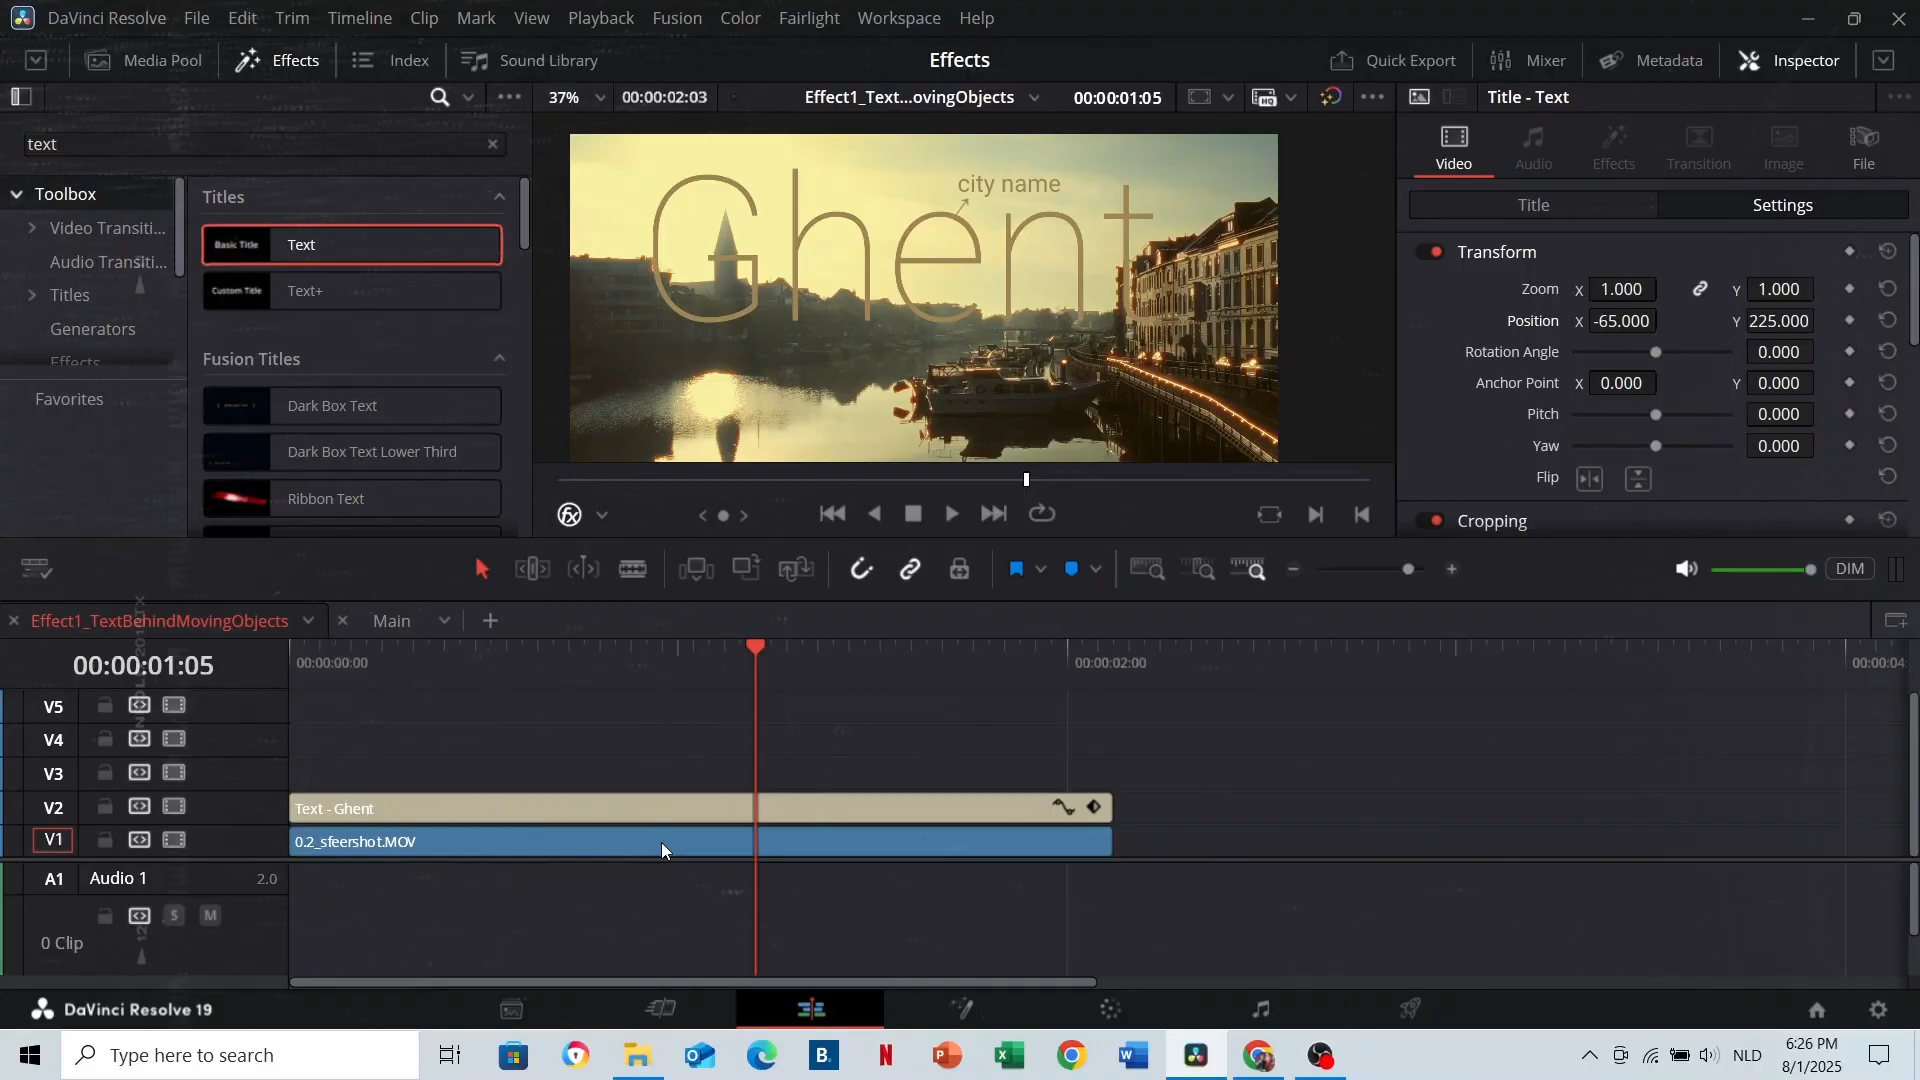 DaVinci Resolve File Edit Trim Timeline Clip Mark View Playback Fusion Color Fairlight Workspace Help
Media Pool Effects Index Sound Library Effects Quick Export Mixer Metadata Inspector
37% 00:00:02:03 Effect1_Text...ovingObjects 00:00:01:05 Title - Text
text
Video Audio Effects Transition Image File
Toolbox
Video Transiti...
Audio Transiti...
Titles
Generators
Effects
Favorites
Titles
Basic Title Text
Custom Title Text+
Fusion Titles
Dark Box Text
Dark Box Text Lower Third
Ribbon Text
city name
Ghent
Title Settings
Transform
Zoom X 1.000 Y 1.000
Position X -65.000 Y 225.000
Rotation Angle 0.000
Anchor Point X 0.000 Y 0.000
Pitch 0.000
Yaw 0.000
Flip
Cropping
DIM
Effect1_TextBehindMovingObjects Main
00:00:01:05 00:00:00:00 00:00:02:00 00:00:04:
V5
V4
V3
V2 Text - Ghent
V1 0.2_sfeershot.MOV
A1 Audio 1 2.0
S M
0 Clip
DaVinci Resolve 19
Type here to search
B.
NLD
6:26 PM
8/1/2025